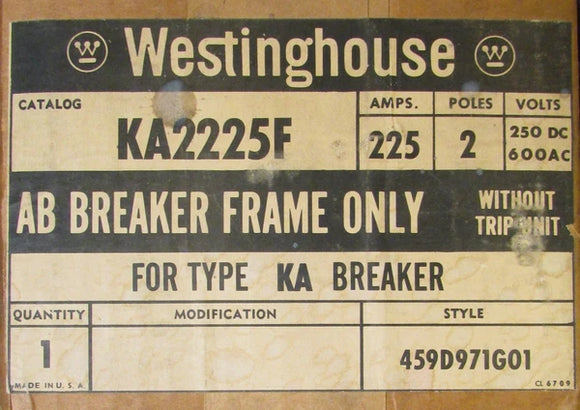 Westinghouse
CATALOG
KA2225F
AMPS.
225
POLES
2
VOLTS
250 DC
600AC
AB BREAKER FRAME ONLY
WITHOUT
TRIP UNIT
FOR TYPE KA BREAKER
QUANTITY
1
MODIFICATION
STYLE
459D971G01
MADE IN U. S. A.
CL 6709